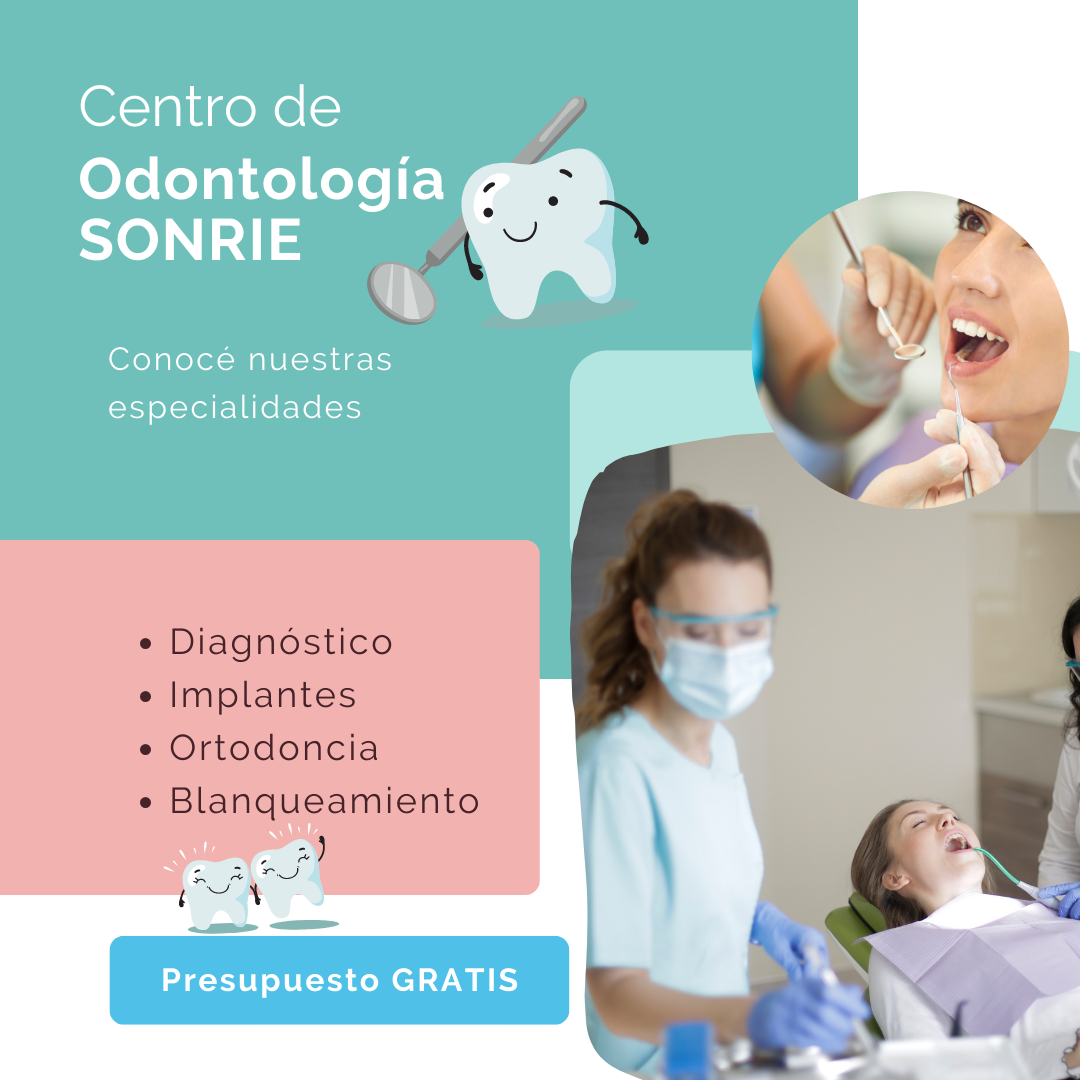 Centro de
Odontología
SONRIE
Conocé nuestras
especialidades
• Diagnóstico
• Implantes
• Ortodoncia
• Blanqueamiento
Presupuesto GRATIS